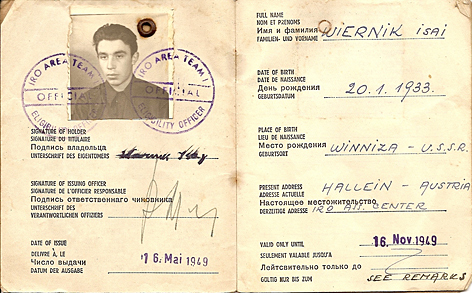 IRO AREA TEAM
OFFICIAL
IRO AREA TEAM
OFFICIAL
ELIGIBILITY OFFICER
SIGNATURE OF HOLDER
SIGNATURE DU TITULAIRE
Подпись владельца
UNTERSCHRIFT DES EIGENTÜMERS
SIGNATURE OF ISSUING OFFICER
SIGNATURE DE L'OFFICIER RESPONSABLE
Подпись ответственного чиновника
UNTERSCHRIFT DES
VERANTWORTLICHEN OFFIZIERS
DATE OF ISSUE
DÉLIVRÉ À, LE
Число выдачи
DATUM DER AUSGABE
16. Mai 1949
FULL NAME
NOM ET PRÉNOMS
Имя и фамилия
FAMILIEN- UND VORNAME
WIERNIK ISAI
DATE OF BIRTH
DATE DE NAISSANCE
День рождения
GEBURTSDATUM
20.1.1933.
PLACE OF BIRTH
LIEU DE NAISSANCE
Место рождения
GEBURTSORT
WINNIZA - U.S.S.R.
PRESENT ADDRESS
ADRESSE ACTUELLE
Настоящее местожительство
DERZEITIGE ADRESSE
HALLEIN - AUSTRIA
IRO ASS. CENTER
VALID ONLY UNTIL
SEULEMENT VALABLE JUSQU'À
Действительно только до
GÜLTIG NUR BIS ZUM
16. Nov. 1949
SEE REMARKS